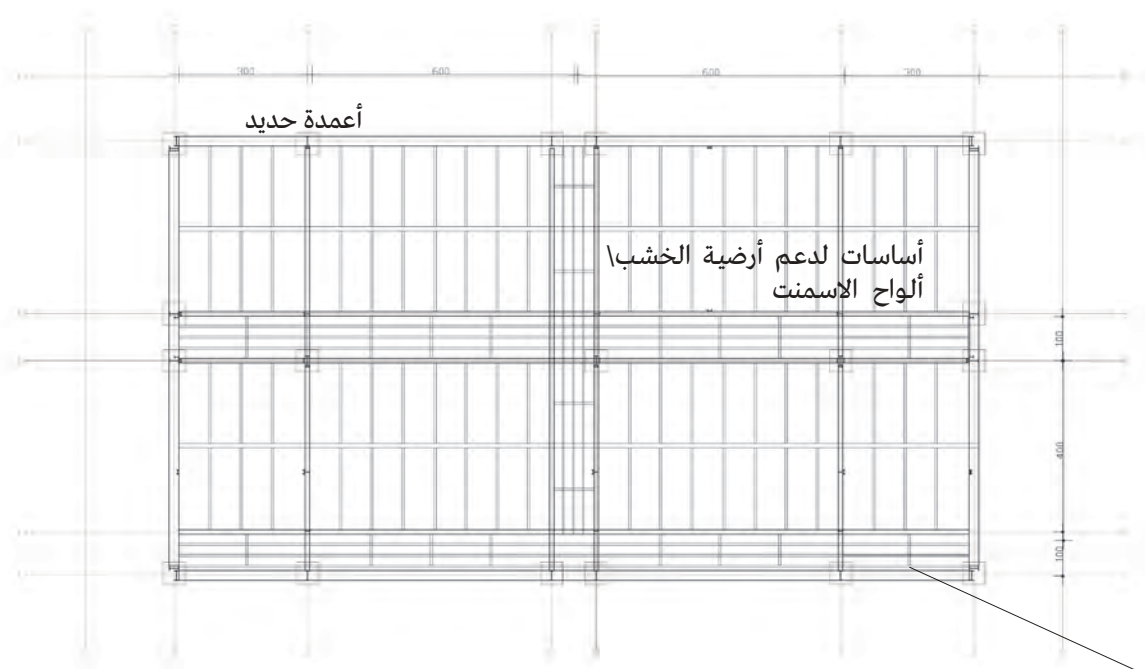 300 600 600 300
أعمدة حديد
أساسات لدعم أرضية الخشب\
ألواح الاسمنت
100
400
100